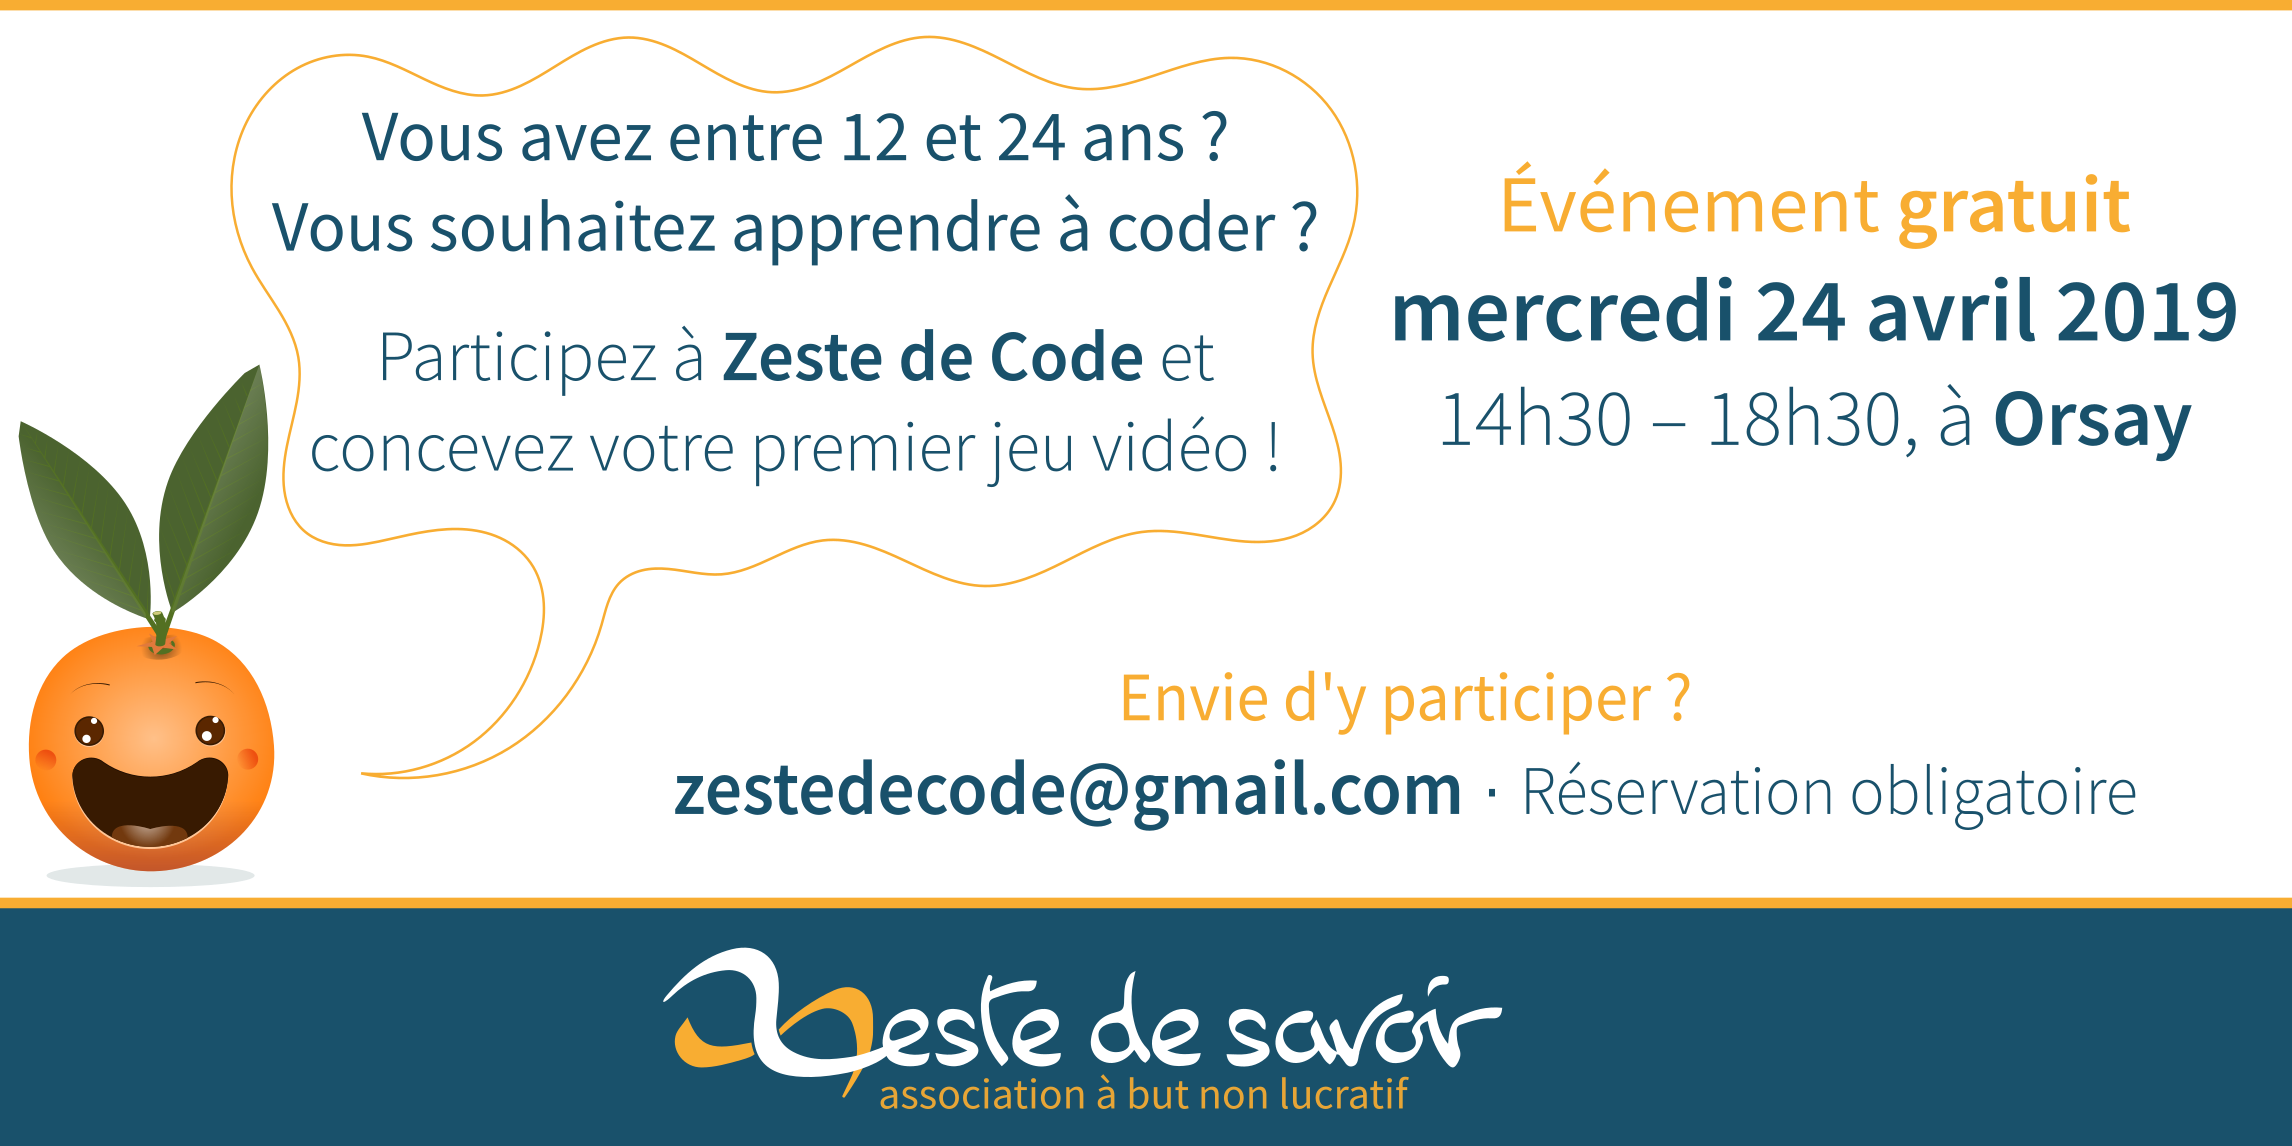 Vous avez entre 12 et 24 ans ?
Vous souhaitez apprendre à coder ?
Participez à Zeste de Code et
concevez votre premier jeu vidéo !
Événement gratuit
mercredi 24 avril 2019
14h30 – 18h30, à Orsay
Envie d'y participer ?
zestedecode@gmail.com · Réservation obligatoire
Zeste de savoir
association à but non lucratif